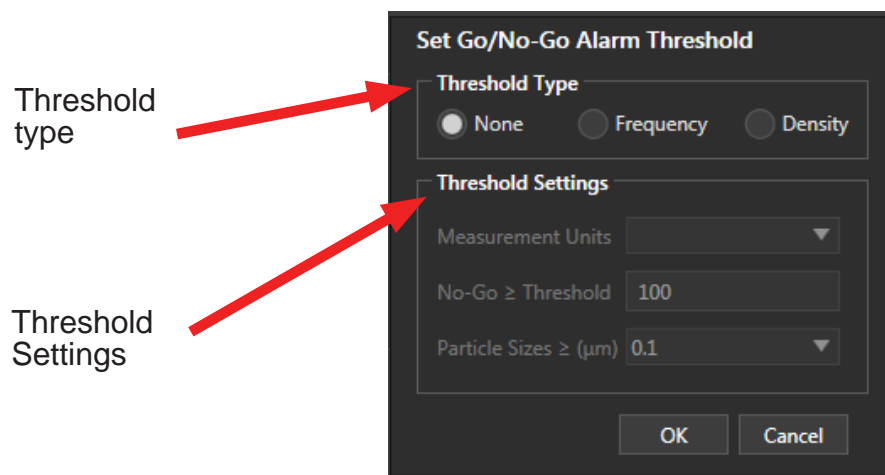 Set Go/No-Go Alarm Threshold
Threshold
type
Threshold Type
None Frequency Density
Threshold Settings
Measurement Units
No-Go ≥ Threshold 100
Particle Sizes ≥ (µm) 0.1
Threshold
Settings
OK Cancel